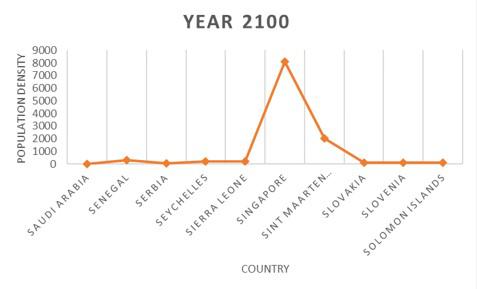 YEAR 2100
POPULATION DENSITY
9000
8000
7000
6000
5000
4000
3000
2000
1000
0
SAUDI ARABIA
SENEGAL
SERBIA
SEYCHELLES
SIERRA LEONE
SINGAPORE
SINT MAARTEN…
SLOVAKIA
SLOVENIA
SOLOMON ISLANDS
COUNTRY